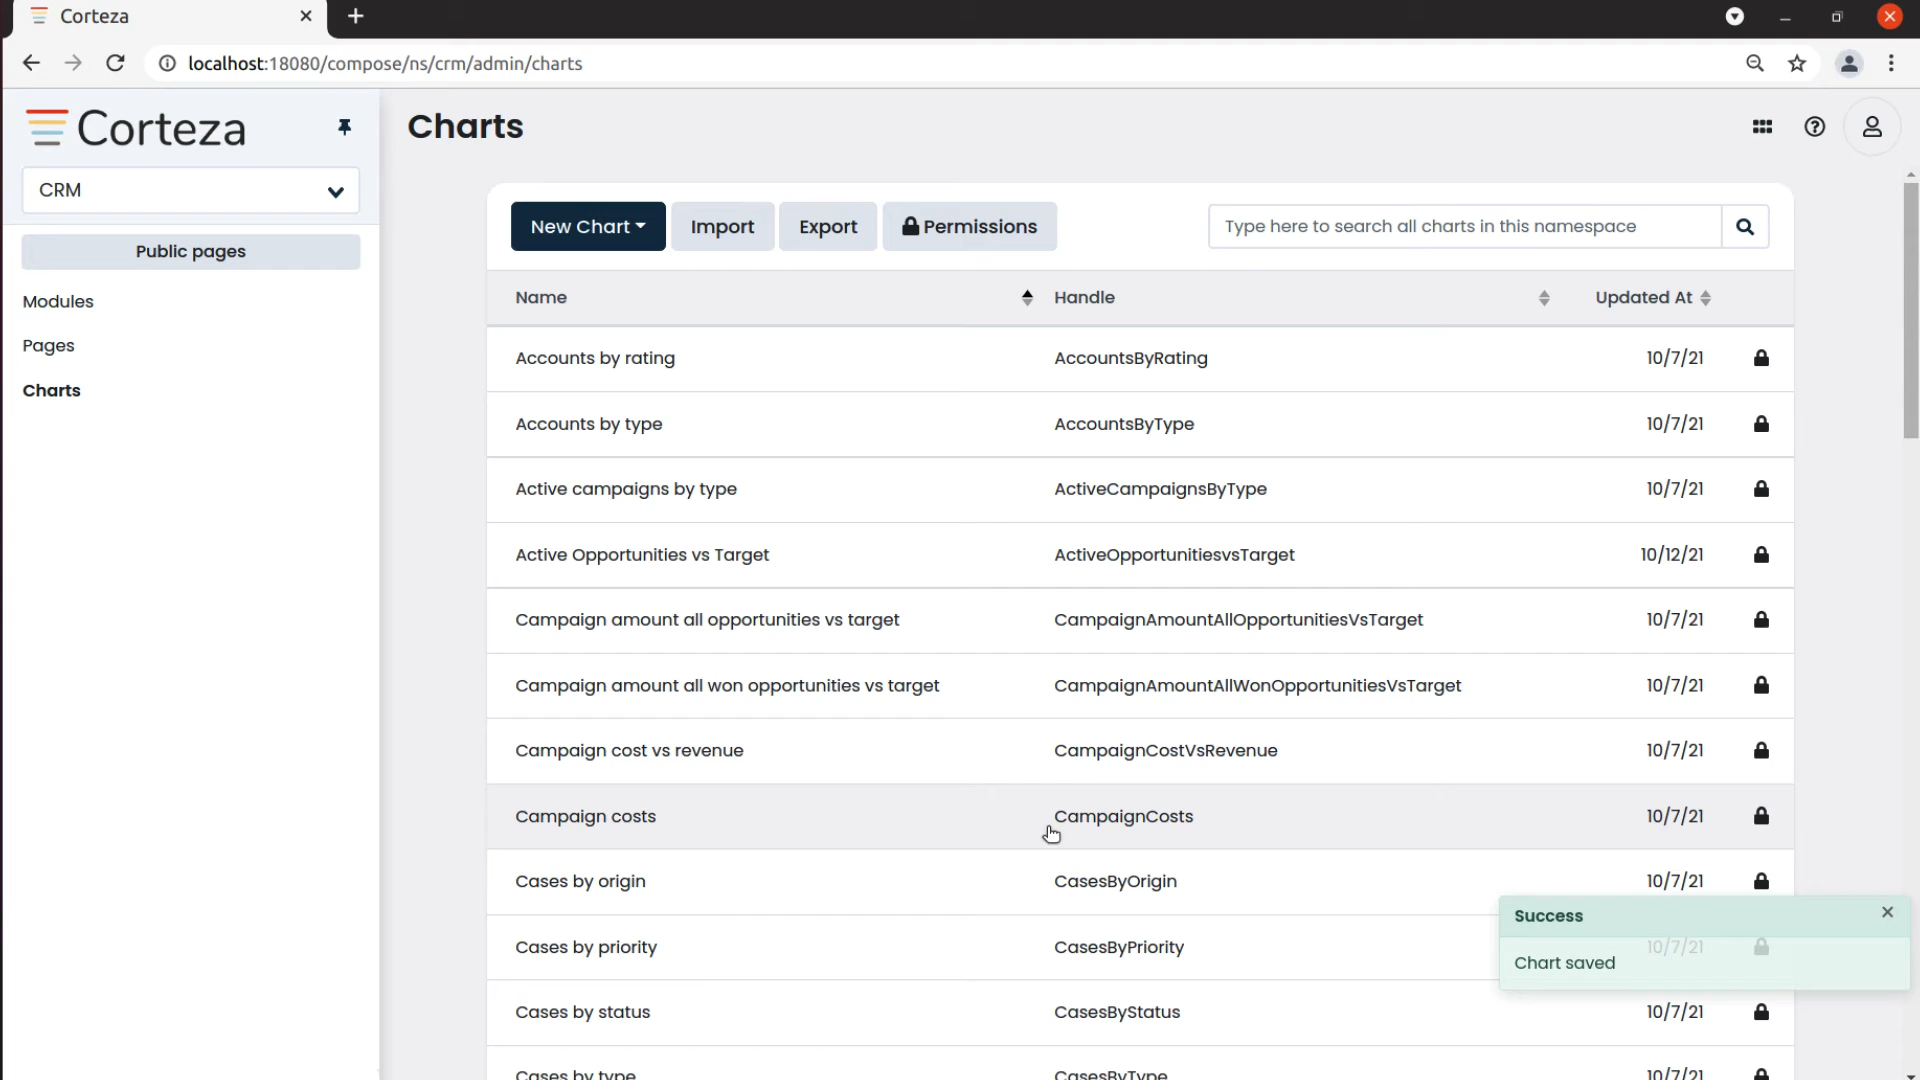 Corteza
localhost:18080/compose/ns/crm/admin/charts
Corteza
Charts
CRM
Public pages
Modules
Pages
Charts
New Chart
Import
Export
Permissions
Type here to search all charts in this namespace
Name Handle Updated At
Accounts by rating AccountsByRating 10/7/21
Accounts by type AccountsByType 10/7/21
Active campaigns by type ActiveCampaignsByType 10/7/21
Active Opportunities vs Target ActiveOpportunitiesvsTarget 10/12/21
Campaign amount all opportunities vs target CampaignAmountAllOpportunitiesVsTarget 10/7/21
Campaign amount all won opportunities vs target CampaignAmountAllWonOpportunitiesVsTarget 10/7/21
Campaign cost vs revenue CampaignCostVsRevenue 10/7/21
Campaign costs CampaignCosts 10/7/21
Cases by origin CasesByOrigin 10/7/21
Cases by priority CasesByPriority 10/7/21
Cases by status CasesByStatus 10/7/21
Cases by type CasesByType 10/7/21
Success
Chart saved